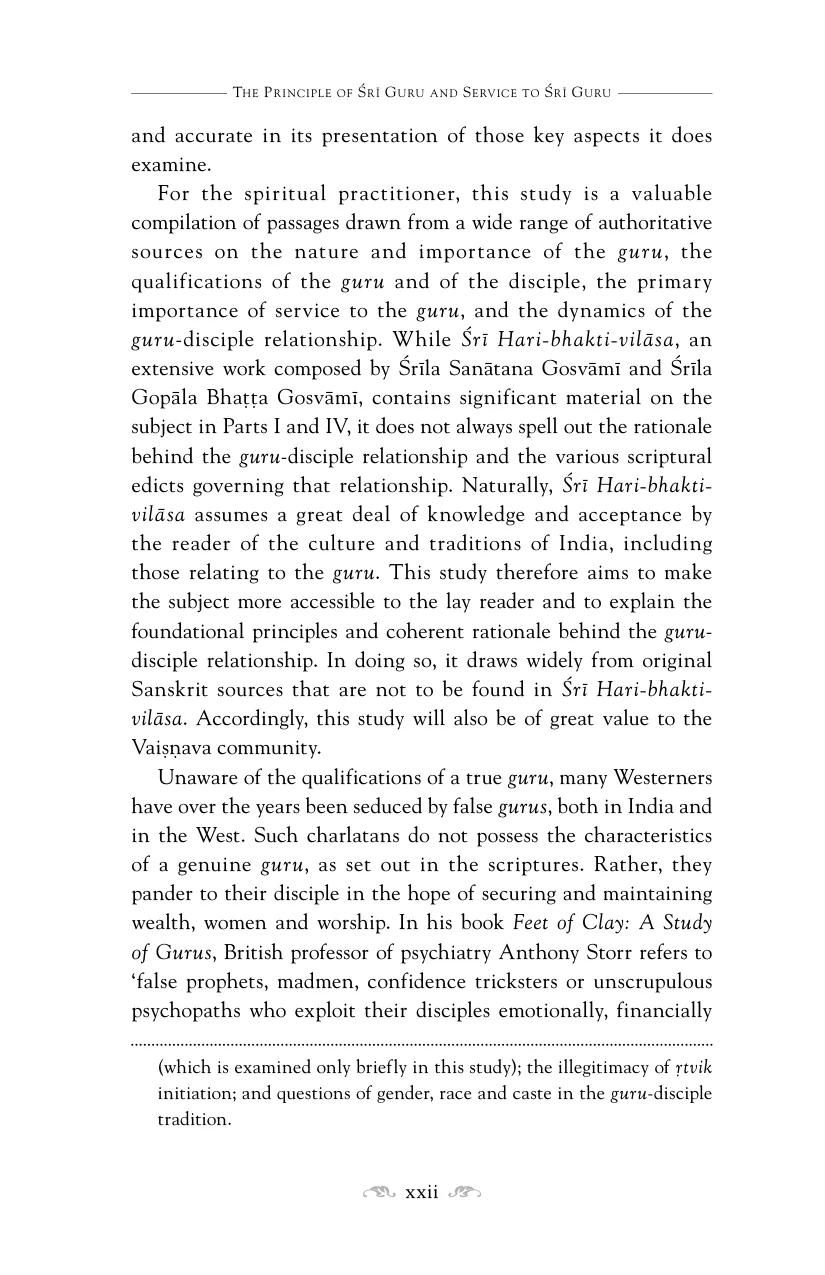 The Principle of Śrī Guru and Service to Śrī Guru
and accurate in its presentation of those key aspects it does
examine.
For the spiritual practitioner, this study is a valuable
compilation of passages drawn from a wide range of authoritative
sources on the nature and importance of the guru, the
qualifications of the guru and of the disciple, the primary
importance of service to the guru, and the dynamics of the
guru-disciple relationship. While Śrī Hari-bhakti-vilāsa, an
extensive work composed by Śrīla Sanātana Gosvāmī and Śrīla
Gopāla Bhaṭṭa Gosvāmī, contains significant material on the
subject in Parts I and IV, it does not always spell out the rationale
behind the guru-disciple relationship and the various scriptural
edicts governing that relationship. Naturally, Śrī Hari-bhakti-
vilāsa assumes a great deal of knowledge and acceptance by
the reader of the culture and traditions of India, including
those relating to the guru. This study therefore aims to make
the subject more accessible to the lay reader and to explain the
foundational principles and coherent rationale behind the guru-
disciple relationship. In doing so, it draws widely from original
Sanskrit sources that are not to be found in Śrī Hari-bhakti-
vilāsa. Accordingly, this study will also be of great value to the
Vaiṣṇava community.
Unaware of the qualifications of a true guru, many Westerners
have over the years been seduced by false gurus, both in India and
in the West. Such charlatans do not possess the characteristics
of a genuine guru, as set out in the scriptures. Rather, they
pander to their disciple in the hope of securing and maintaining
wealth, women and worship. In his book Feet of Clay: A Study
of Gurus, British professor of psychiatry Anthony Storr refers to
‘false prophets, madmen, confidence tricksters or unscrupulous
psychopaths who exploit their disciples emotionally, financially
(which is examined only briefly in this study); the illegitimacy of ṛtvik
initiation; and questions of gender, race and caste in the guru-disciple
tradition.
xxii